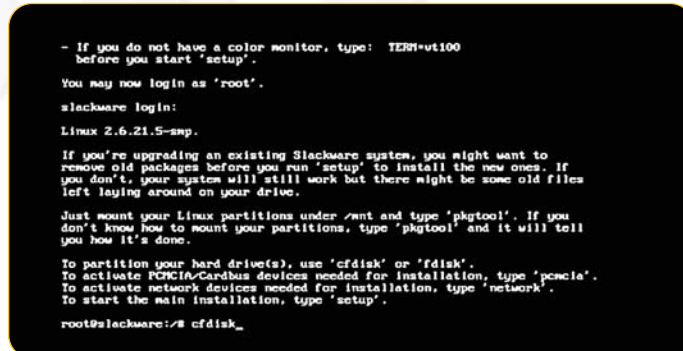 - If you do not have a color monitor, type:  TERM=vt100
before you start 'setup'.
You may now login as 'root'.
slackware login:
Linux 2.6.21.5-smp.
If you're upgrading an existing Slackware system, you might want to
remove old packages before you run 'setup' to install the new ones. If
you don't, your system will still work but there might be some old files
left laying around on your drive.
Just mount your Linux partitions under /mnt and type 'pkgtool'. If you
don't know how to mount your partitions, type 'pkgtool' and it will tell
you how it's done.
To partition your hard drive(s), use 'cfdisk' or 'fdisk'.
To activate PCMCIA/Cardbus devices needed for installation, type 'pcmcia'.
To activate network devices needed for installation, type 'network'.
To start the main installation, type 'setup'.
root@slackware:/# cfdisk_